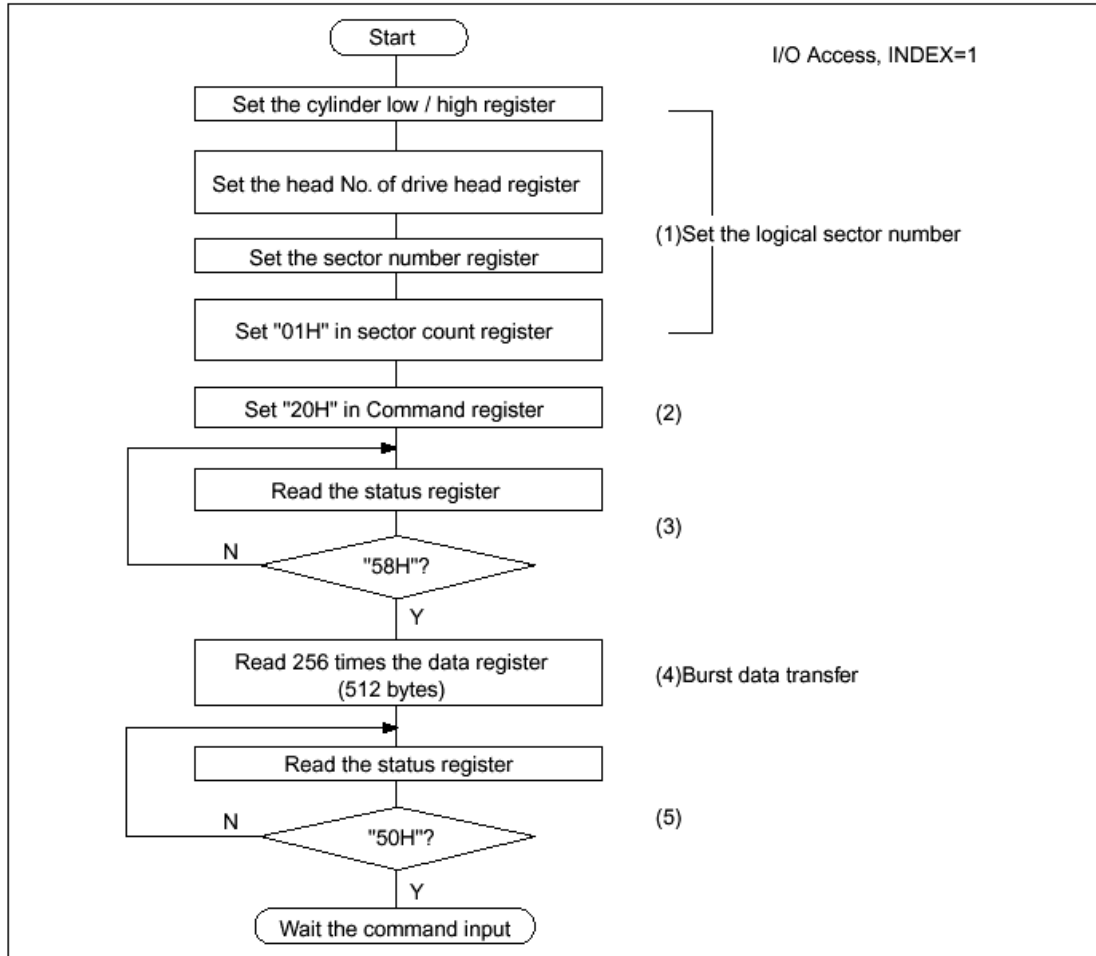 Start
I/O Access, INDEX=1
Set the cylinder low / high register
Set the head No. of drive head register
(1)Set the logical sector number
Set the sector number register
Set "01H" in sector count register
Set "20H" in Command register
(2)
Read the status register
(3)
N
"58H"?
Y
Read 256 times the data register
(512 bytes)
(4)Burst data transfer
Read the status register
(5)
N
"50H"?
Y
Wait the command input